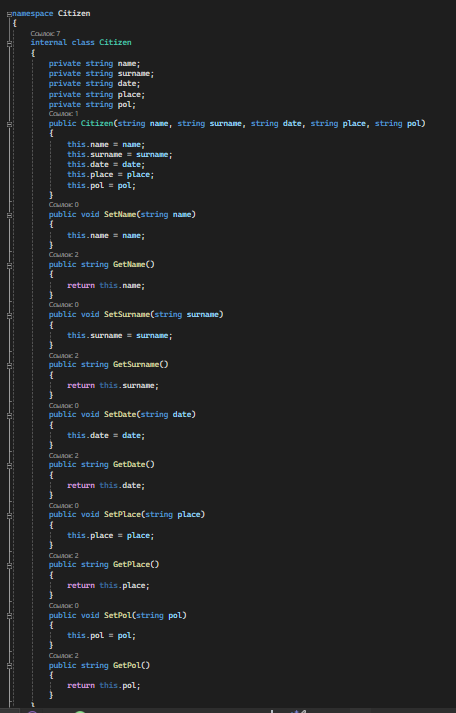 namespace Citizen
{
Ссылок: 7
internal class Citizen
{
private string name;
private string surname;
private string date;
private string place;
private string pol;
Ссылок: 1
public Citizen(string name, string surname, string date, string place, string pol)
{
this.name = name;
this.surname = surname;
this.date = date;
this.place = place;
this.pol = pol;
}
Ссылок: 0
public void SetName(string name)
{
this.name = name;
}
Ссылок: 2
public string GetName()
{
return this.name;
}
Ссылок: 0
public void SetSurname(string surname)
{
this.surname = surname;
}
Ссылок: 2
public string GetSurname()
{
return this.surname;
}
Ссылок: 0
public void SetDate(string date)
{
this.date = date;
}
Ссылок: 2
public string GetDate()
{
return this.date;
}
Ссылок: 0
public void SetPlace(string place)
{
this.place = place;
}
Ссылок: 2
public string GetPlace()
{
return this.place;
}
Ссылок: 0
public void SetPol(string pol)
{
this.pol = pol;
}
Ссылок: 2
public string GetPol()
{
return this.pol;
}
}